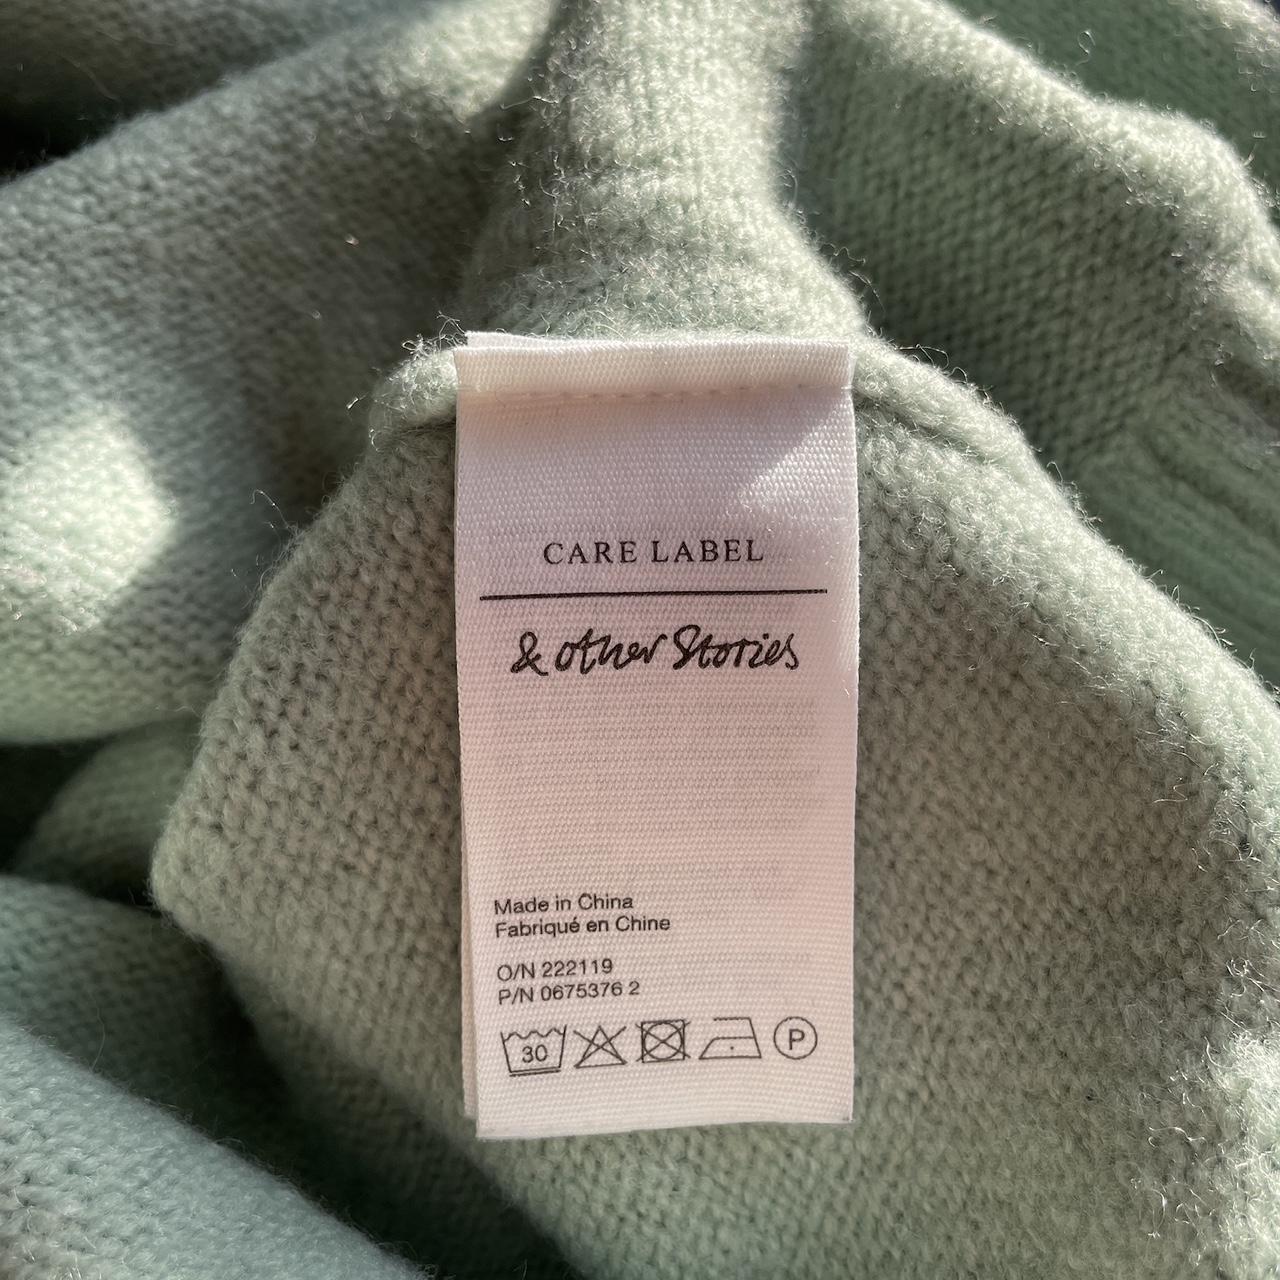 CARE LABEL
& other Stories
Made in China
Fabriqué en Chine
O/N 222119
P/N 0675376 2
30 P